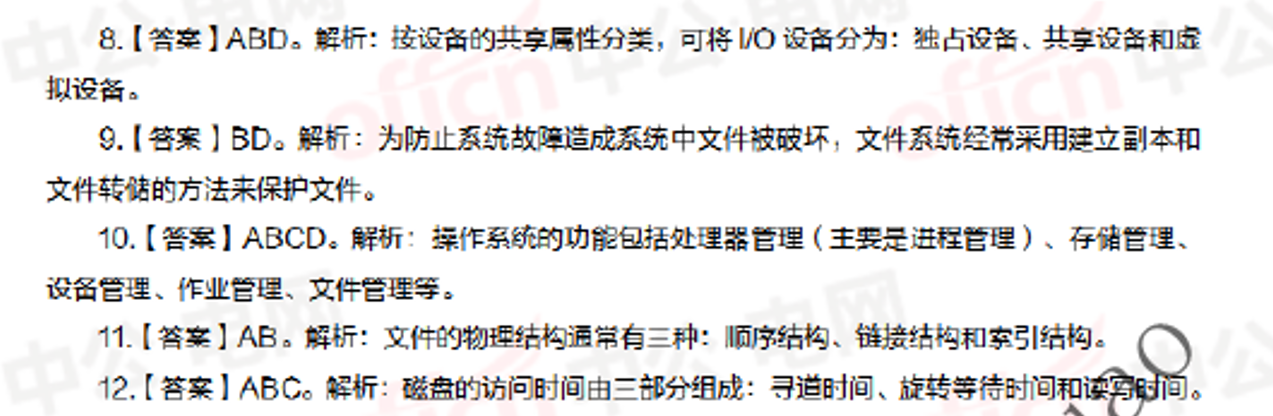 8.【答案】ABD。解析：按设备的共享属性分类，可将 I/O 设备分为：独占设备、共享设备和虚
拟设备。
9.【答案】BD。解析：为防止系统故障造成系统中文件被破坏，文件系统经常采用建立副本和
文件转储的方法来保护文件。
10.【答案】ABCD。解析：操作系统的功能包括处理器管理（主要是进程管理）、存储管理、
设备管理、作业管理、文件管理等。
11.【答案】AB。解析：文件的物理结构通常有三种：顺序结构、链接结构和索引结构。
12.【答案】ABC。解析：磁盘的访问时间由三部分组成：寻道时间、旋转等待时间和读写时间。